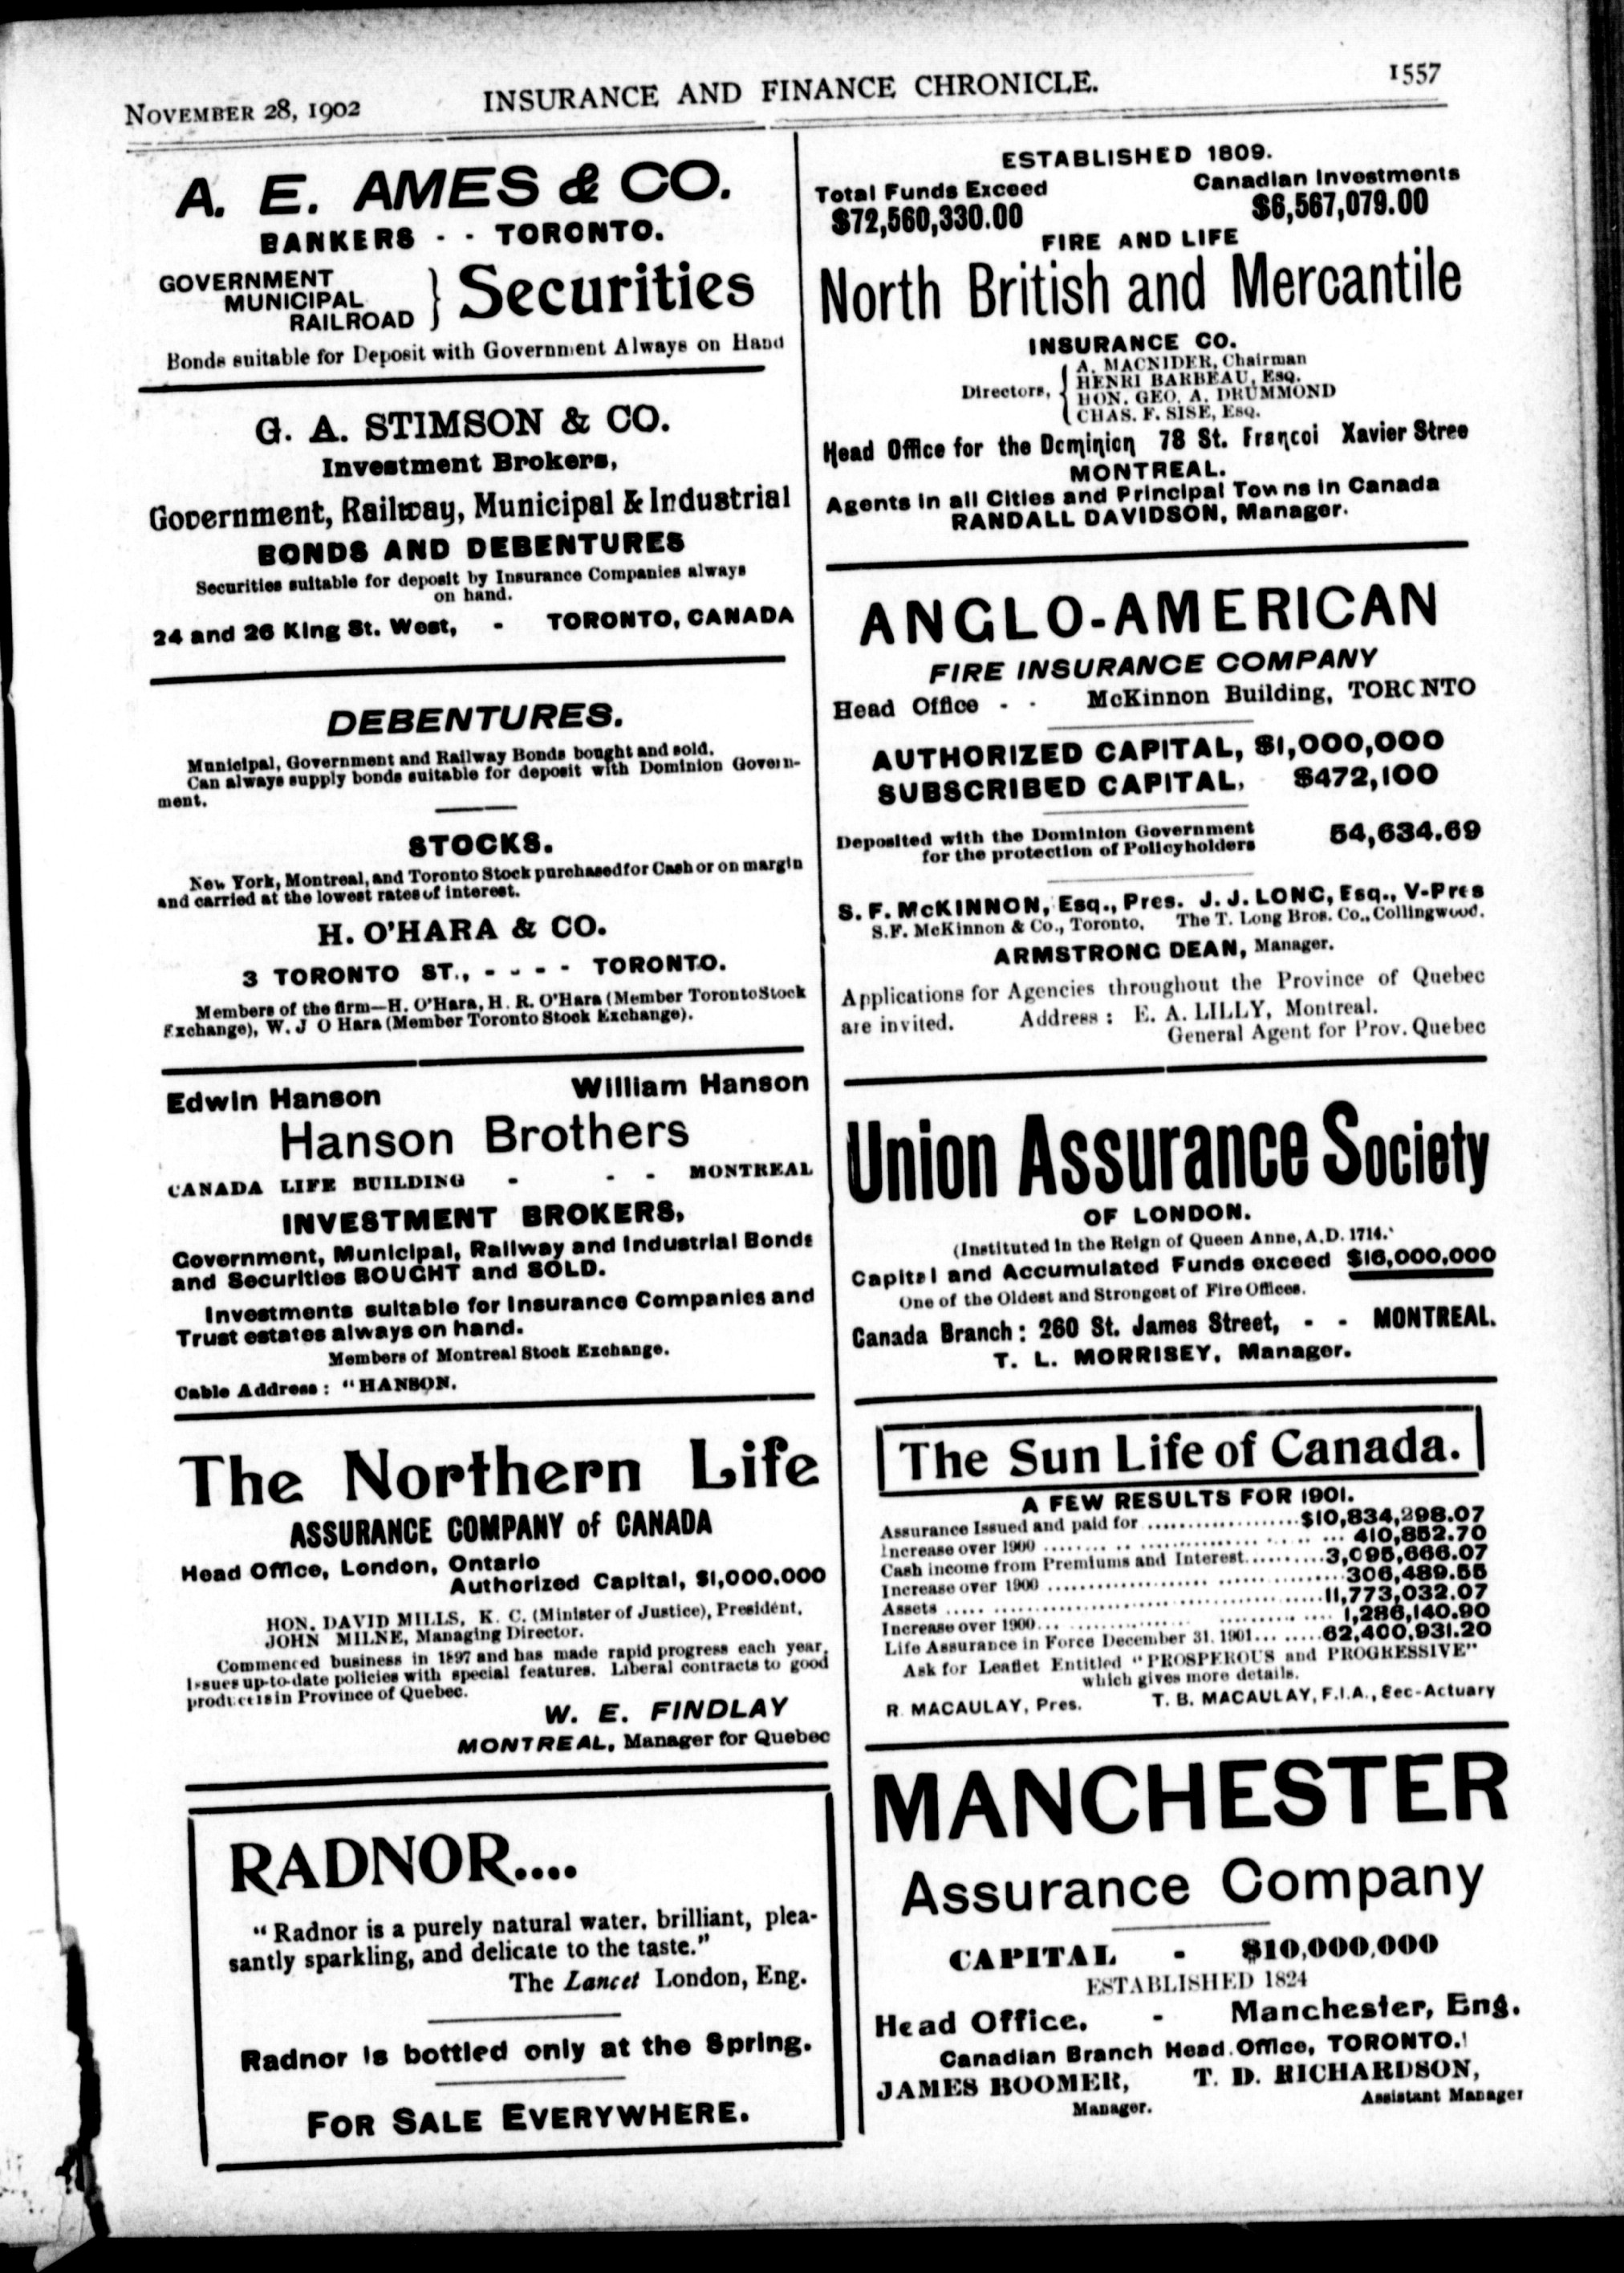 NOVEMBER 28, 1902 INSURANCE AND FINANCE CHRONICLE. 1557
A. E. AMES & CO.
BANKERS - - TORONTO.
GOVERNMENT
MUNICIPAL
RAILROAD } Securities
Bonds suitable for Deposit with Government Always on Hand
G. A. STIMSON & CO.
Investment Brokers,
Government, Railway, Municipal & Industrial
BONDS AND DEBENTURES
Securities suitable for deposit by Insurance Companies always
on hand.
24 and 26 King St. West, - TORONTO, CANADA
DEBENTURES.
Municipal, Government and Railway Bonds bought and sold.
Can always supply bonds suitable for deposit with Dominion Govern-
ment.
STOCKS.
New York, Montreal, and Toronto Stock purchased for Cash or on margin
and carried at the lowest rates of interest.
H. O'HARA & CO.
3 TORONTO ST., - - - - TORONTO.
Members of the firm—H. O'Hara, H. R. O'Hara (Member Toronto Stock
Exchange), W. J O Hara (Member Toronto Stock Exchange).
Edwin Hanson William Hanson
Hanson Brothers
CANADA LIFE BUILDING - - - MONTREAL
INVESTMENT BROKERS,
Government, Municipal, Railway and Industrial Bonds
and Securities BOUGHT and SOLD.
Investments suitable for Insurance Companies and
Trust estates always on hand.
Members of Montreal Stock Exchange.
Cable Address : "HANSON.
The Northern Life
ASSURANCE COMPANY of CANADA
Head Office, London, Ontario
Authorized Capital, $1,000.000
HON. DAVID MILLS, K. C. (Minister of Justice), President.
JOHN MILNE, Managing Director.
Commenced business in 1897 and has made rapid progress each year.
Issues up-to-date policies with special features. Liberal contracts to good
producers in Province of Quebec.
W. E. FINDLAY
MONTREAL, Manager for Quebec
RADNOR....
"Radnor is a purely natural water, brilliant, plea-
santly sparkling, and delicate to the taste."
The Lancet London, Eng.
Radnor is bottled only at the Spring.
FOR SALE EVERYWHERE.
ESTABLISHED 1809.
Total Funds Exceed Canadian Investments
$72,560,330.00 $6,567,079.00
FIRE AND LIFE
North British and Mercantile
INSURANCE CO.
Directors, { A. MACNIDER, Chairman
HENRI BARBEAU, ESQ.
HON. GEO. A. DRUMMOND
CHAS. F. SISE, ESQ.
Head Office for the Dominion 78 St. Françoi Xavier Stree
MONTREAL.
Agents in all Cities and Principal Towns in Canada
RANDALL DAVIDSON, Manager.
ANGLO-AMERICAN
FIRE INSURANCE COMPANY
Head Office - - McKinnon Building, TORONTO
AUTHORIZED CAPITAL, $1,000,000
SUBSCRIBED CAPITAL, $472,100
Deposited with the Dominion Government
for the protection of Policyholders 54,634.69
S. F. McKINNON, Esq., Pres. J. J. LONG, Esq., V-Pres
S.F. McKinnon & Co., Toronto, The T. Long Bros. Co., Collingwood.
ARMSTRONG DEAN, Manager.
Applications for Agencies throughout the Province of Quebec
are invited. Address : E. A. LILLY, Montreal.
General Agent for Prov. Quebec
Union Assurance Society
OF LONDON.
(Instituted in the Reign of Queen Anne, A.D. 1714.
Capital and Accumulated Funds exceed $16,000,000
One of the Oldest and Strongest of Fire Offices.
Canada Branch : 260 St. James Street, - - MONTREAL.
T. L. MORRISEY, Manager.
The Sun Life of Canada.
A FEW RESULTS FOR 1901.
Assurance Issued and paid for ................... $10,834,298.07
Increase over 1900 ................... 410,852.70
Cash income from Premiums and Interest.......... 3,095,666.07
Increase over 1900 ................... 306,489.55
Assets ................... 11,773,032.07
Increase over 1900................... 1,286,140.90
Life Assurance in Force December 31, 1901......... 62,400,931.20
Ask for Leaflet Entitled "PROSPEROUS and PROGRESSIVE"
which gives more details.
R. MACAULAY, Pres. T. B. MACAULAY, F.I.A., Sec-Actuary
MANCHESTER
Assurance Company
CAPITAL - $10,000,000
ESTABLISHED 1824
Head Office. - Manchester, Eng.
Canadian Branch Head Office, TORONTO.
JAMES BOOMER, T. D. RICHARDSON,
Manager. Assistant Manager